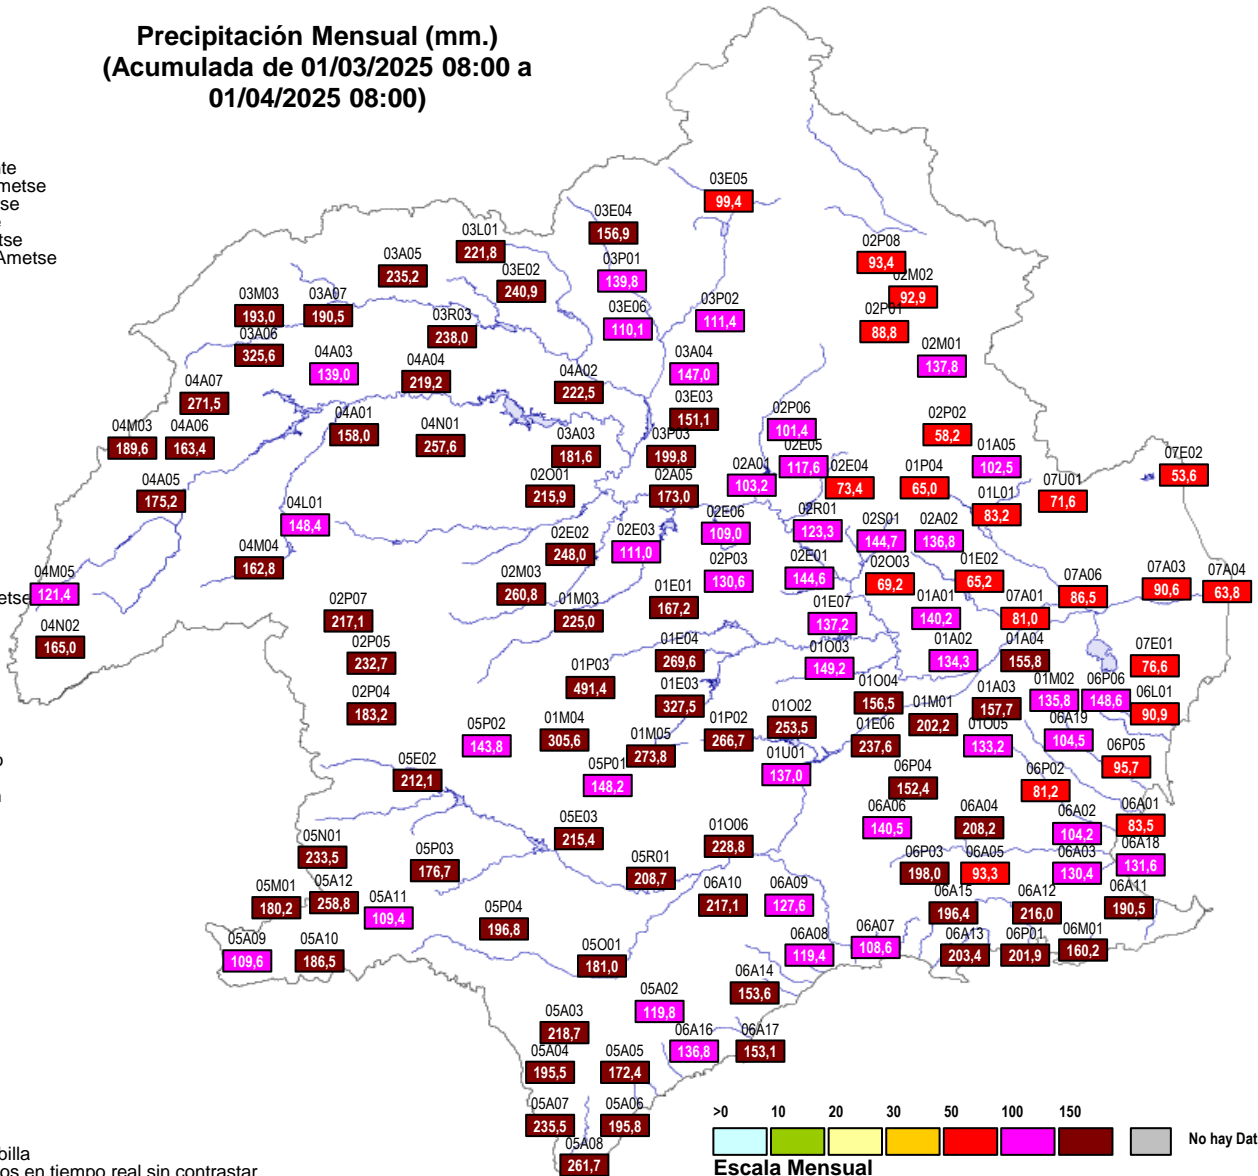 Precipitación Mensual (mm.)
(Acumulada de 01/03/2025 08:00 a
01/04/2025 08:00)
03E05
99,4
03E04
156,9
03L01
221,8
03A05
235,2
03E02
240,9
03P01
139,8
02P08
93,4
02M02
92,9
03M03
193,0
03A07
190,5
03R03
238,0
03E06
110,1
03P02
111,4
02P01
88,8
03A06
325,6
04A03
139,0
04A04
219,2
04A02
222,5
03A04
147,0
02M01
137,8
04A07
271,5
03E03
151,1
04M03
189,6
04A06
163,4
04A01
158,0
04N01
257,6
03A03
181,6
03P03
199,8
02P06
101,4
02P02
58,2
02E05
117,6
01A05
102,5
07E02
53,6
04A05
175,2
02O01
215,9
02A05
173,0
02A01
103,2
02E04
73,4
01P04
65,0
07U01
71,6
04L01
148,4
01L01
83,2
02E06
109,0
02R01
123,3
02S01
144,7
02A02
136,8
04M04
162,8
02E02
248,0
02E03
111,0
04M05
121,4
02M03
260,8
02P03
130,6
02E01
144,6
02O03
69,2
01E02
65,2
07A06
86,5
07A03
90,6
07A04
63,8
02P07
217,1
01M03
225,0
01E01
167,2
01E07
137,2
01A01
140,2
07A01
81,0
04N02
165,0
02P05
232,7
01E04
269,6
01O03
149,2
01A02
134,3
01A04
155,8
07E01
76,6
02P04
183,2
01P03
491,4
01E03
327,5
01O04
156,5
01M01
202,2
01A03
157,7
01M02
135,8
06P06
148,6
06L01
90,9
05P02
143,8
01M04
305,6
01M05
273,8
01P02
266,7
01O02
253,5
01E06
237,6
01O05
133,2
06A19
104,5
05E02
212,1
05P01
148,2
01U01
137,0
06P04
152,4
06P02
81,2
06P05
95,7
05E03
215,4
01O06
228,8
06A06
140,5
06A04
208,2
06A02
104,2
06A01
83,5
05N01
233,5
05P03
176,7
05R01
208,7
06P03
198,0
06A05
93,3
06A03
130,4
06A18
131,6
05M01
180,2
05A12
258,8
05A11
109,4
06A10
217,1
06A09
127,6
06A15
196,4
06A12
216,0
06A11
190,5
05P04
196,8
05A09
109,6
05A10
186,5
05O01
181,0
06A08
119,4
06A07
108,6
06A13
203,4
06P01
201,9
06M01
160,2
06A14
153,6
05A02
119,8
05A03
218,7
06A16
136,8
06A17
153,1
05A04
195,5
05A05
172,4
05A07
235,5
05A06
195,8
05A08
261,7
>0 10 20 30 50 100 150
No hay Dat
Escala Mensual
te
metse
se
tse
Ametse
etse
billa
os en tiempo real sin contrastar